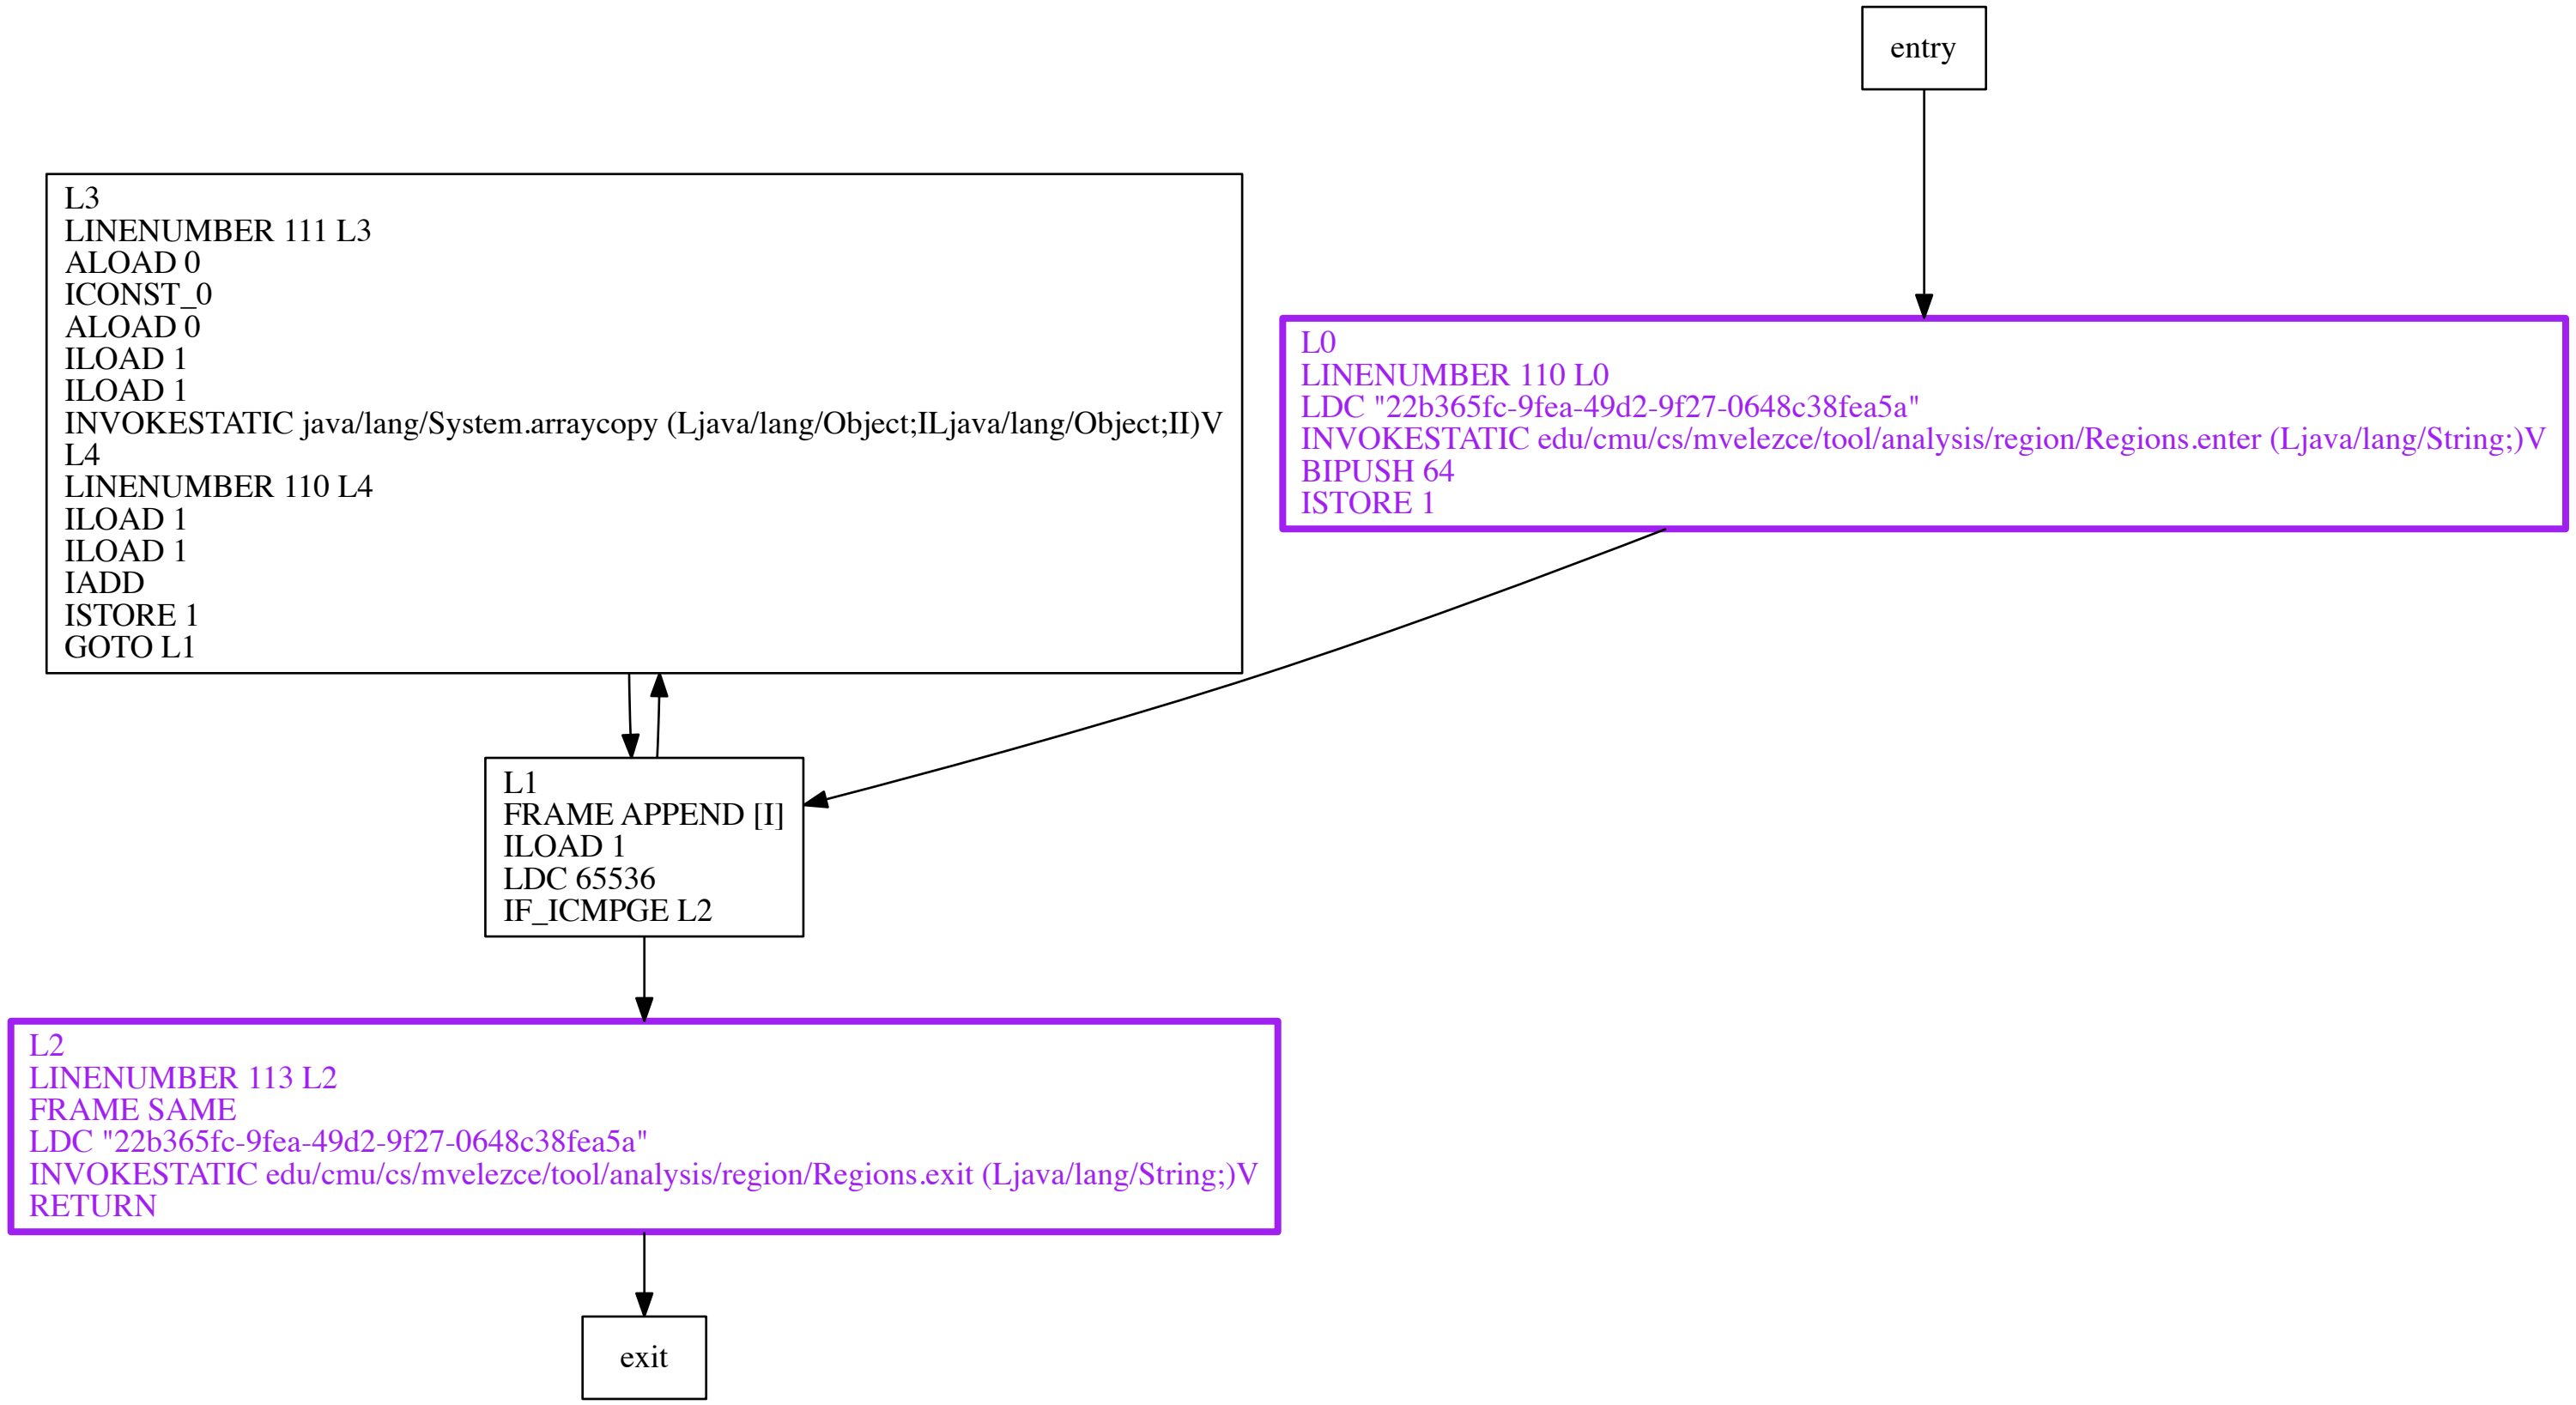 entry
L3
LINENUMBER 111 L3
ALOAD 0
ICONST_0
ALOAD 0
ILOAD 1
ILOAD 1
INVOKESTATIC java/lang/System.arraycopy (Ljava/lang/Object;ILjava/lang/Object;II)V
L4
LINENUMBER 110 L4
ILOAD 1
ILOAD 1
IADD
ISTORE 1
GOTO L1
L0
LINENUMBER 110 L0
LDC "22b365fc-9fea-49d2-9f27-0648c38fea5a"
INVOKESTATIC edu/cmu/cs/mvelezce/tool/analysis/region/Regions.enter (Ljava/lang/String;)V
BIPUSH 64
ISTORE 1
L1
FRAME APPEND [I]
ILOAD 1
LDC 65536
IF_ICMPGE L2
L2
LINENUMBER 113 L2
FRAME SAME
LDC "22b365fc-9fea-49d2-9f27-0648c38fea5a"
INVOKESTATIC edu/cmu/cs/mvelezce/tool/analysis/region/Regions.exit (Ljava/lang/String;)V
RETURN
exit